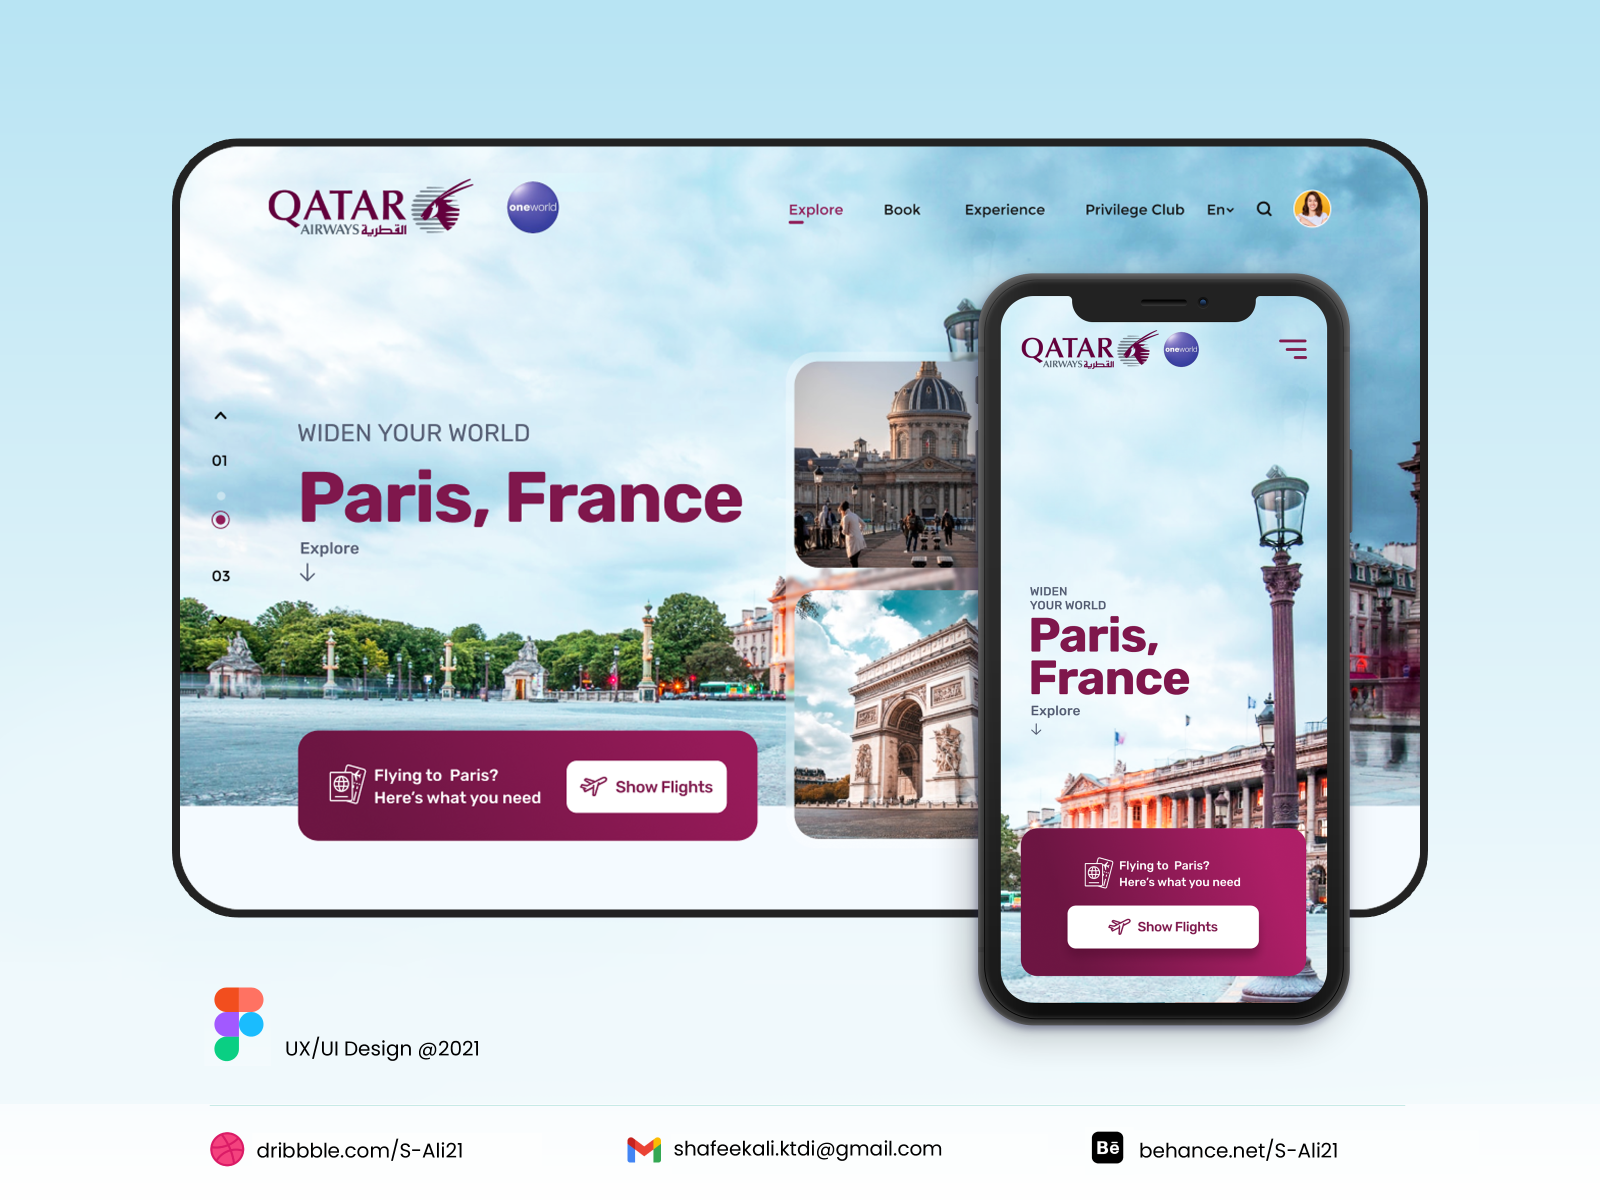 QATAR
AIRWAYS القطرية
oneworld
Explore
Book
Experience
Privilege Club
En
01
03
WIDEN YOUR WORLD
Paris, France
Explore
Flying to Paris?
Here's what you need
Show Flights
QATAR
AIRWAYS القطرية
oneworld
WIDEN
YOUR WORLD
Paris,
France
Explore
Flying to Paris?
Here's what you need
Show Flights
UX/UI Design @2021
dribbble.com/S-Ali21
shafeekali.ktdi@gmail.com
Bē
behance.net/S-Ali21